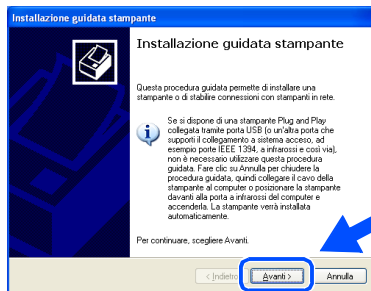 Installazione guidata stampante
Installazione guidata stampante
Questa procedura guidata permette di installare una
stampante o di stabilire connessioni con stampanti in rete.
Se si dispone di una stampante Plug and Play
collegata tramite porta USB (o un'altra porta che
supporti il collegamento a sistema acceso, ad
esempio porte IEEE 1394, a infrarossi e così via),
non è necessario utilizzare questa procedura
guidata. Fare clic su Annulla per chiudere la
procedura guidata, quindi collegare il cavo della
stampante al computer o posizionare la stampante
davanti alla porta a infrarossi del computer e
accenderla. La stampante verrà installata
automaticamente.
Per continuare, scegliere Avanti.
< Indietro
Avanti >
Annulla